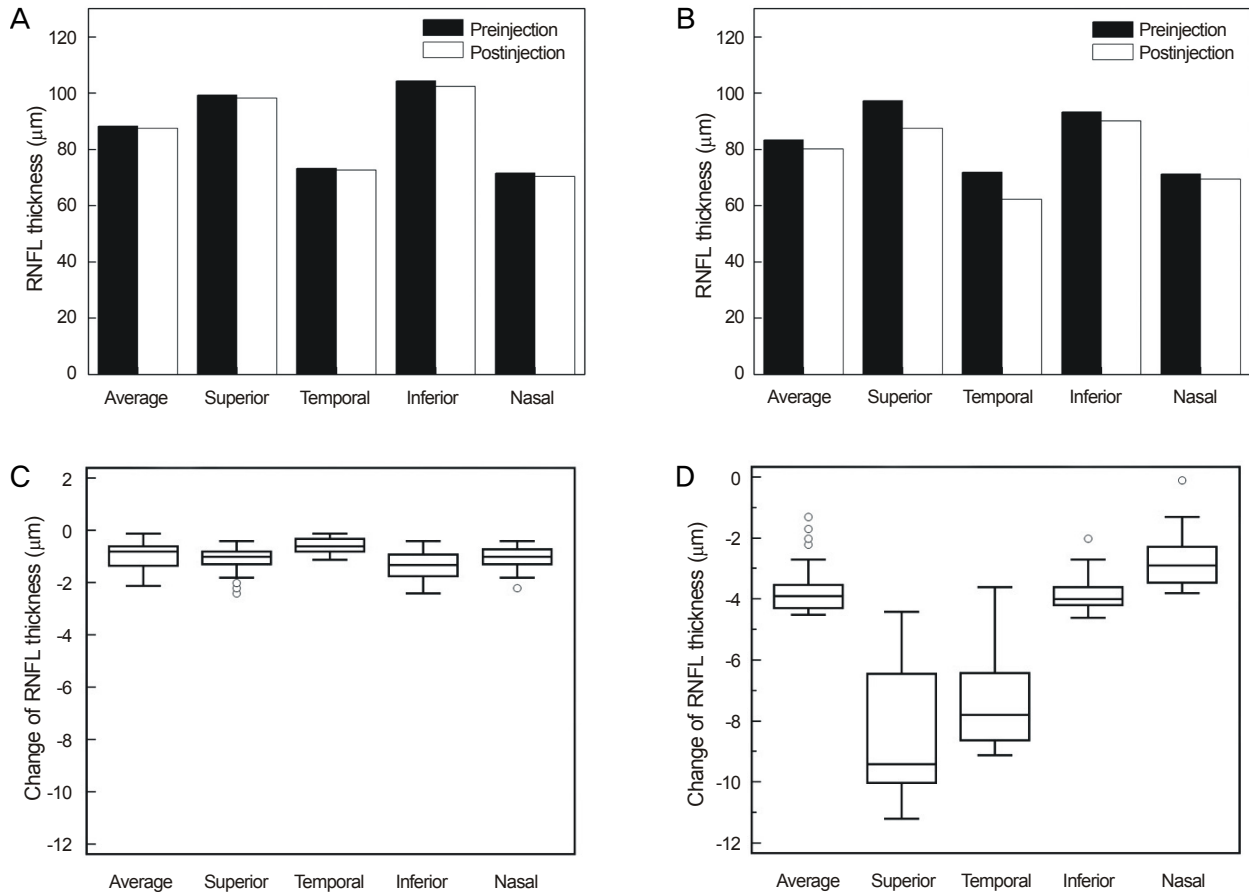 A
RNFL thickness (μm)
120
100
80
60
40
20
0
Preinjection
Postinjection
Average Superior Temporal Inferior Nasal
B
RNFL thickness (μm)
120
100
80
60
40
20
0
Preinjection
Postinjection
Average Superior Temporal Inferior Nasal
C
Change of RNFL thickness (μm)
2
-0
-2
-4
-6
-8
-10
-12
Average Superior Temporal Inferior Nasal
D
Change of RNFL thickness (μm)
0
-2
-4
-6
-8
-10
-12
Average Superior Temporal Inferior Nasal